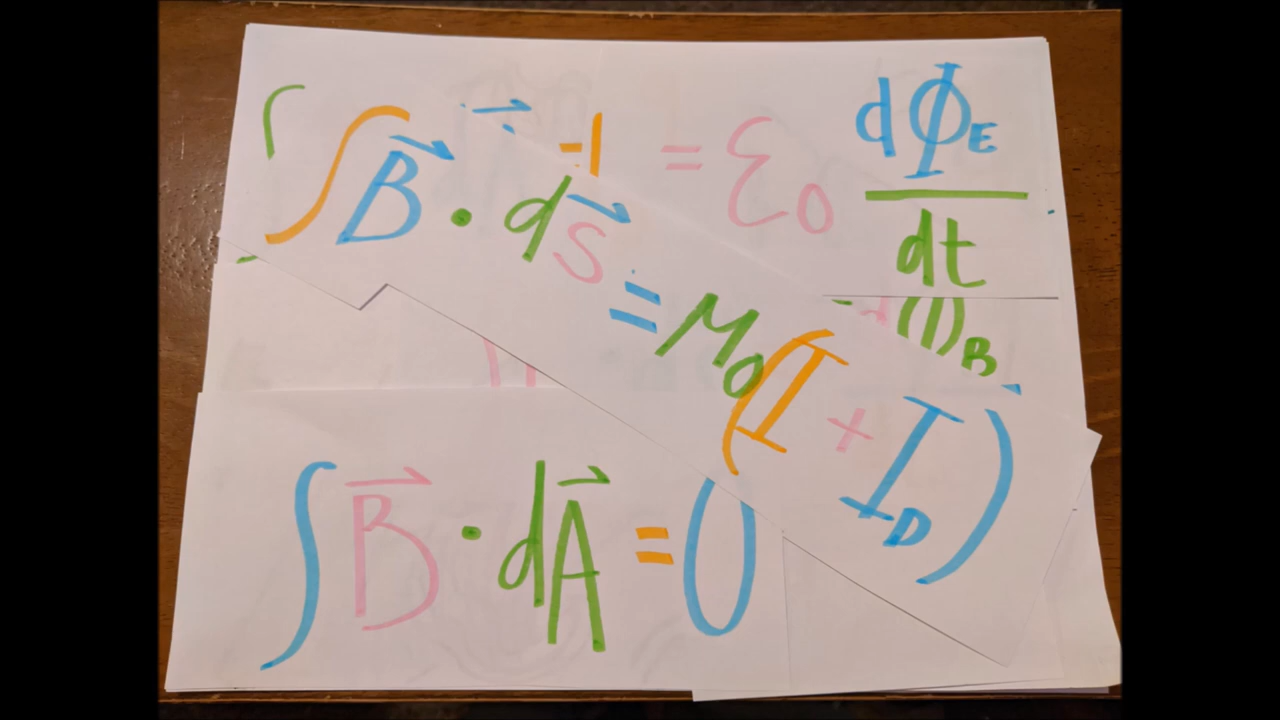 = ε₀ dΦ_E/dt
∫ B⃗ · dS⃗ = μ₀(I + I_D)
∫ B⃗ · dA⃗ = 0